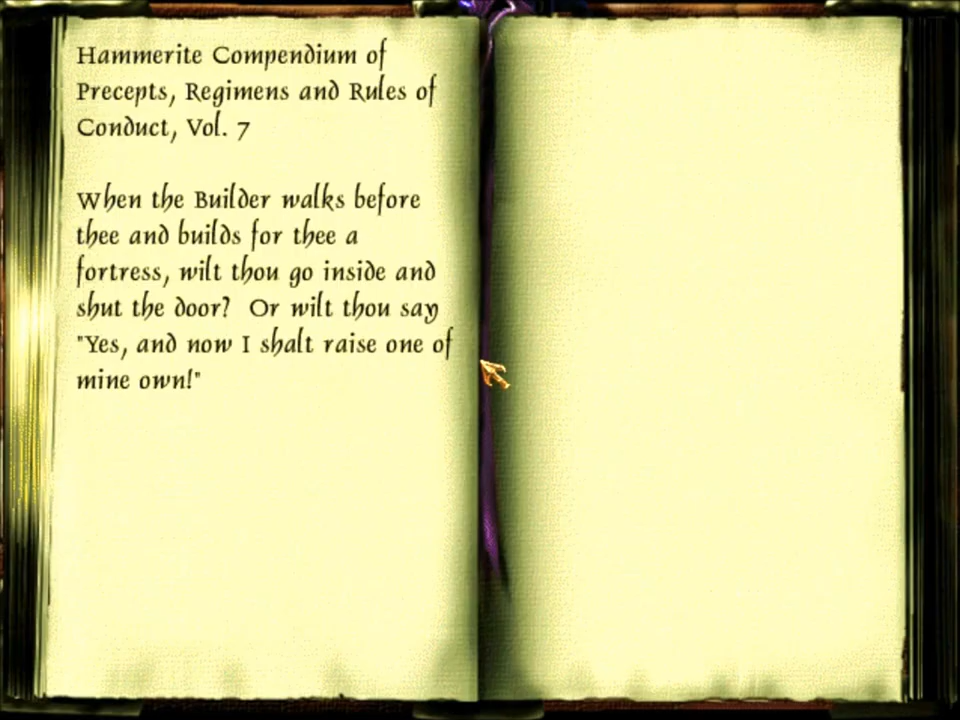 Hammerite Compendium of
Precepts, Regimens and Rules of
Conduct, Vol. 7
When the Builder walks before
thee and builds for thee a
fortress, wilt thou go inside and
shut the door?  Or wilt thou say
"Yes, and now I shalt raise one of
mine own!"